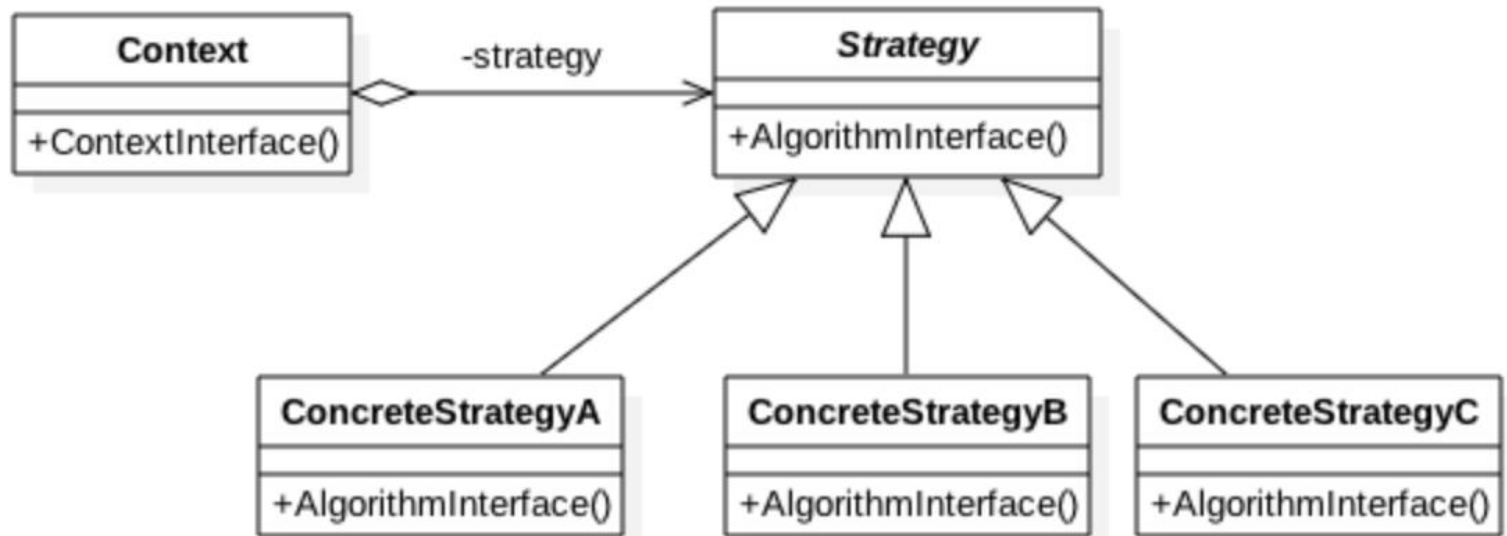 Context
-strategy
Strategy
+ContextInterface()
+AlgorithmInterface()
ConcreteStrategyA
ConcreteStrategyB
ConcreteStrategyC
+AlgorithmInterface()
+AlgorithmInterface()
+AlgorithmInterface()